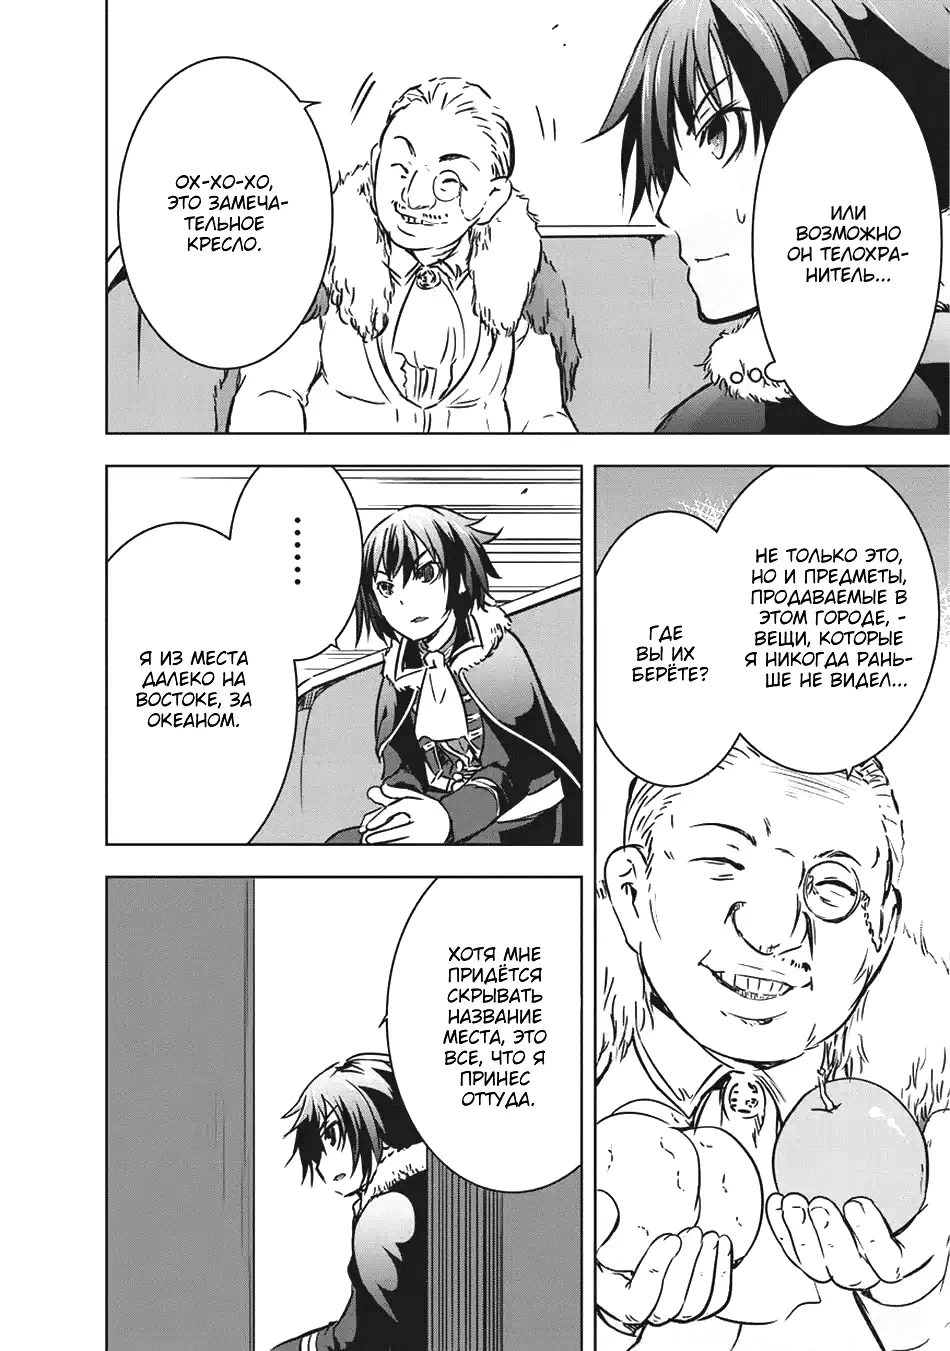 ИЛИ
ВОЗМОЖНО
ОН ТЕЛОХРА-
НИТЕЛЬ...
ОХ-ХО-ХО,
ЭТО ЗАМЕЧА-
ТЕЛЬНОЕ
КРЕСЛО.
НЕ ТОЛЬКО ЭТО,
НО И ПРЕДМЕТЫ,
ПРОДАВАЕМЫЕ В
ЭТОМ ГОРОДЕ, -
ВЕЩИ, КОТОРЫЕ
Я НИКОГДА РАНЬ-
ШЕ НЕ ВИДЕЛ...
ГДЕ
ВЫ ИХ
БЕРЁТЕ?
......
Я ИЗ МЕСТА
ДАЛЕКО НА
ВОСТОКЕ, ЗА
ОКЕАНОМ.
ХОТЯ МНЕ
ПРИДЁТСЯ
СКРЫВАТЬ
НАЗВАНИЕ
МЕСТА, ЭТО
ВСЕ, ЧТО Я
ПРИНЕС
ОТТУДА.